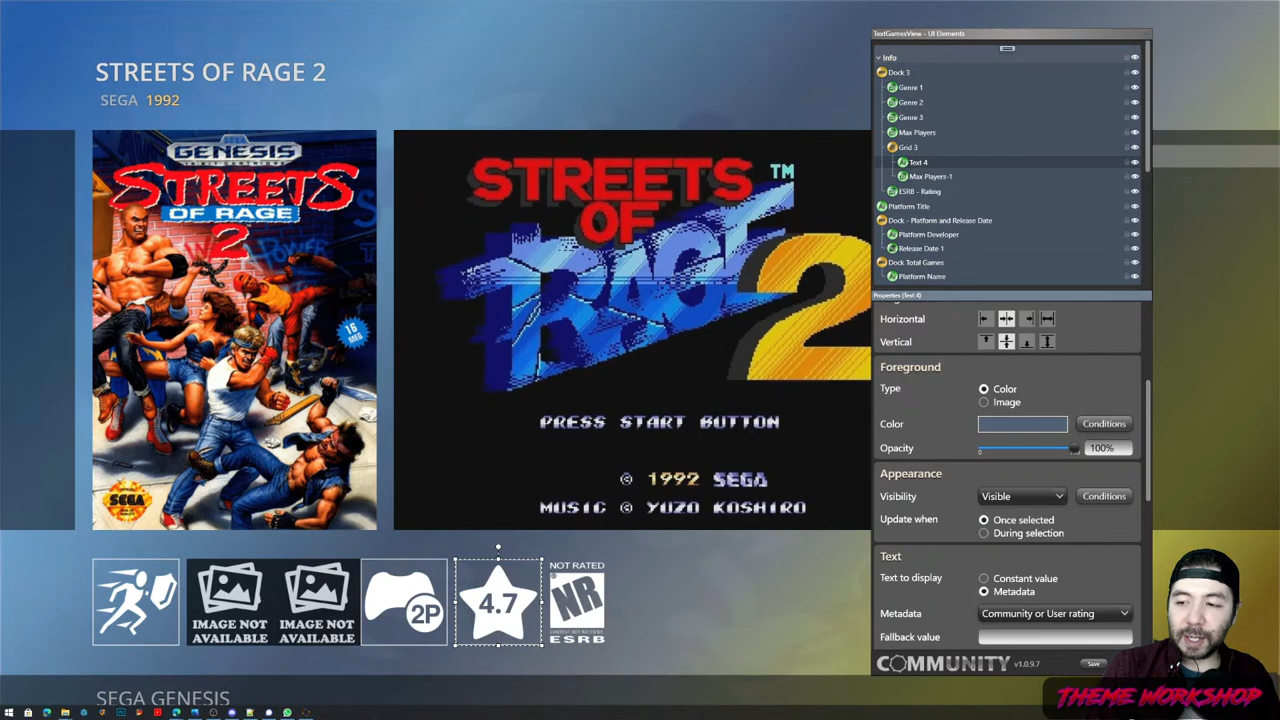 TextGamesView - UI Elements
STREETS OF RAGE 2
SEGA 1992
Info
Dock 3
Genre 1
Genre 2
Genre 3
Max Players
Grid 3
Text 4
Max Players-1
ESRB - Rating
Platform Title
Dock - Platform and Release Date
Platform Developer
Release Date 1
Dock Total Games
Platform Name
GENESIS
STREETS
OF RAGE
2
16
MEG
SEGA
STREETS TM
OF
RAGE 2
PRESS START BUTTON
© 1992 SEGA
MUSIC © YUZO KOSHIRO
Properties (Text 4)
Horizontal
Vertical
Foreground
Type
Color
Image
Color
Conditions
Opacity
0
100%
Appearance
Visibility
Visible
Conditions
Update when
Once selected
During selection
Text
Text to display
Constant value
Metadata
Metadata
Community or User rating
Fallback value
COMMUNITY v1.0.9.7
Save
IMAGE NOT
AVAILABLE
IMAGE NOT
AVAILABLE
2P
4.7
NOT RATED
NR
ESRB
SEGA GENESIS
THEME WORKSHOP